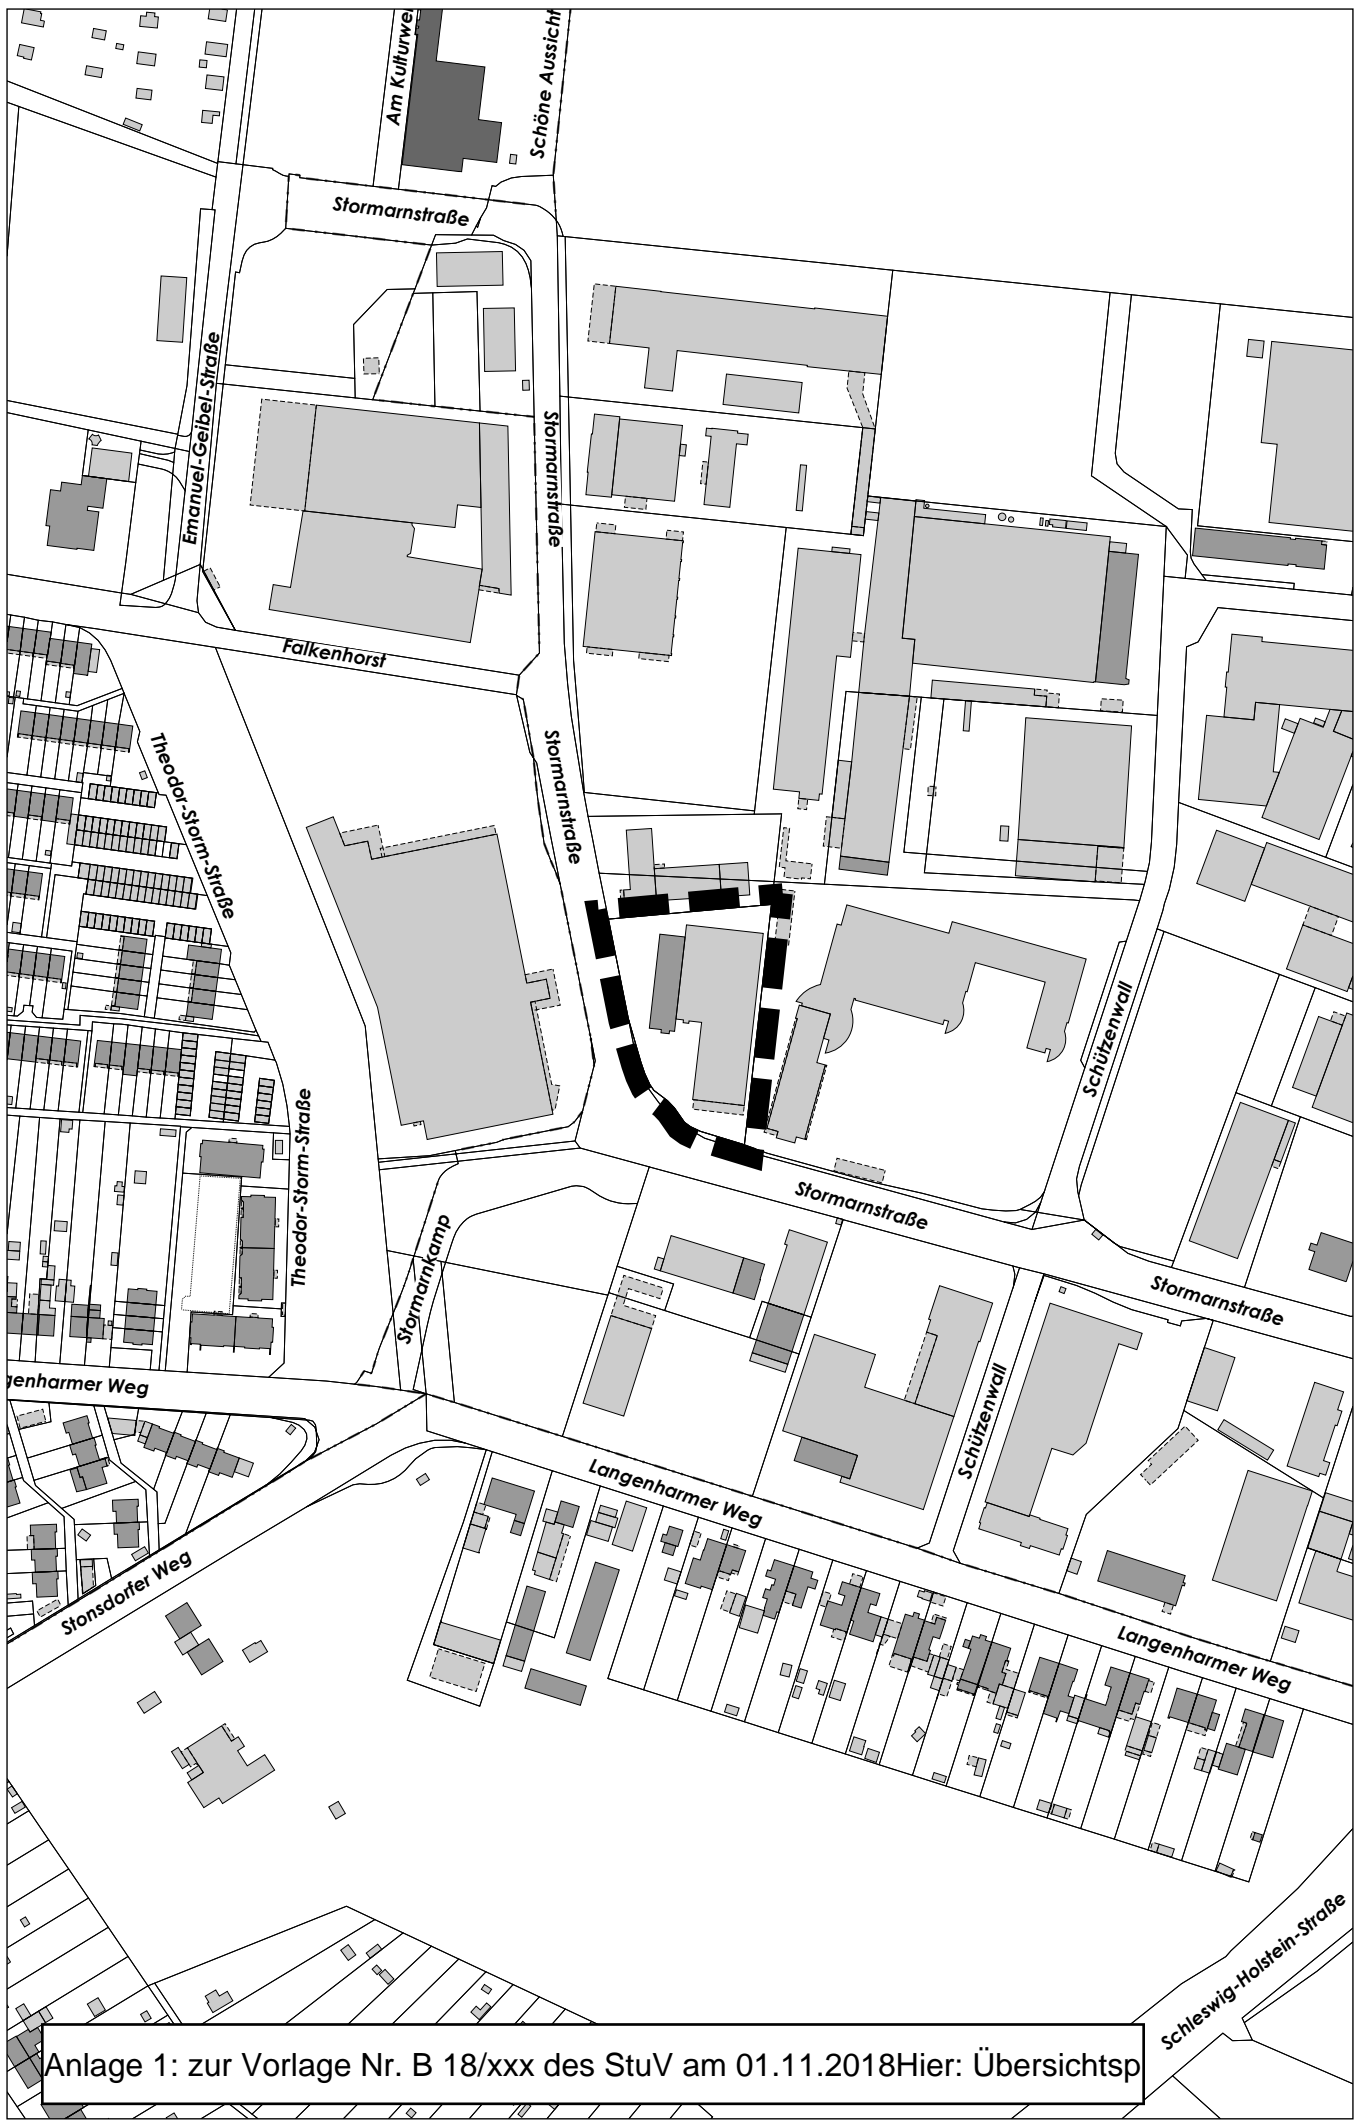 Am Kulturwe
Schöne Aussicht
Stormarnstraße
Emanuel-Geibel-Straße
Stormarnstraße
Falkenhorst
Theodor-Storm-Straße
Stormarnstraße
Schützenwall
Theodor-Storm-Straße
Stormarnstraße
Stormarnkamp
Stormarnstraße
genharmer Weg
Schützenwall
Langenharmer Weg
Stonsdorfer Weg
Langenharmer Weg
Schleswig-Holstein-Straße
Anlage 1: zur Vorlage Nr. B 18/xxx des StuV am 01.11.2018Hier: Übersichtsp